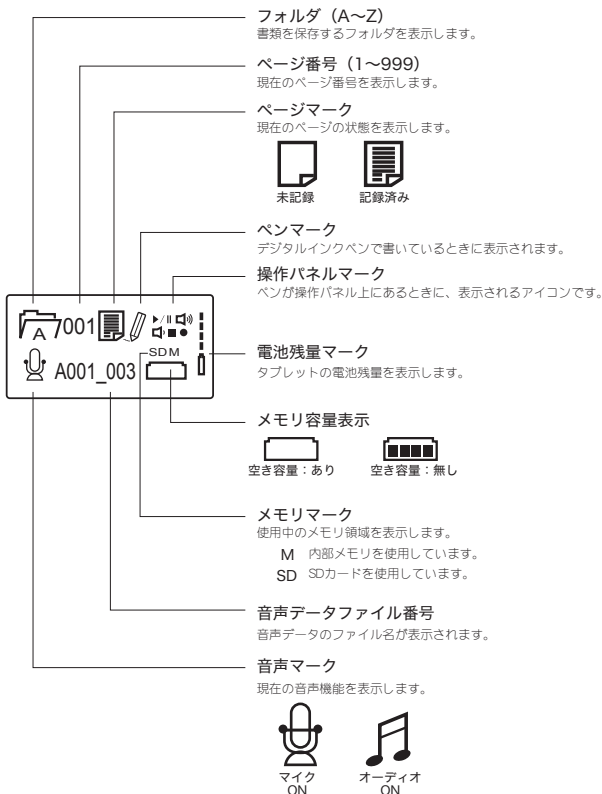 フォルダ（A〜Z）
書類を保存するフォルダを表示します。
ページ番号（1〜999）
現在のページ番号を表示します。
ページマーク
現在のページの状態を表示します。
未記録
記録済み
ペンマーク
デジタルインクペンで書いているときに表示されます。
操作パネルマーク
ペンが操作パネル上にあるときに、表示されるアイコンです。
A 001
SD M
A001_003
電池残量マーク
タブレットの電池残量を表示します。
メモリ容量表示
空き容量：あり
空き容量：無し
メモリマーク
使用中のメモリ領域を表示します。
M 内部メモリを使用しています。
SD SDカードを使用しています。
音声データファイル番号
音声データのファイル名が表示されます。
音声マーク
現在の音声機能を表示します。
マイク
ON
オーディオ
ON